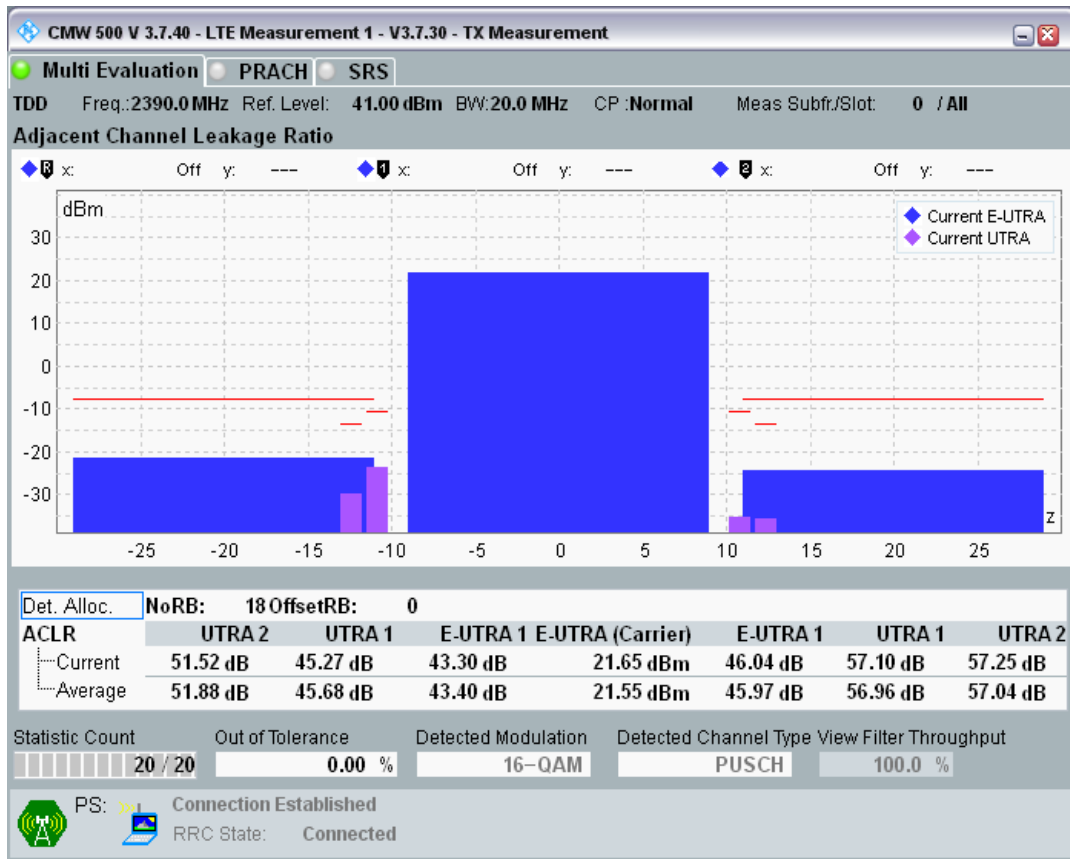 CMW 500 V 3.7.40 - LTE Measurement 1 - V3.7.30 - TX Measurement
Multi Evaluation PRACH SRS
TDD Freq.:2390.0 MHz Ref. Level: 41.00 dBm BW:20.0 MHz CP :Normal Meas Subfr./Slot: 0 / All
Adjacent Channel Leakage Ratio
R x: Off y: --- 1 x: Off y: --- 2 x: Off y: ---
dBm
Current E-UTRA
Current UTRA
30
20
10
0
-10
-20
-30
z
-25 -20 -15 -10 -5 0 5 10 15 20 25
Det. Alloc. NoRB: 18 OffsetRB: 0
ACLR UTRA 2 UTRA 1 E-UTRA 1 E-UTRA (Carrier) E-UTRA 1 UTRA 1 UTRA 2
Current 51.52 dB 45.27 dB 43.30 dB 21.65 dBm 46.04 dB 57.10 dB 57.25 dB
Average 51.88 dB 45.68 dB 43.40 dB 21.55 dBm 45.97 dB 56.96 dB 57.04 dB
Statistic Count Out of Tolerance Detected Modulation Detected Channel Type View Filter Throughput
20 / 20 0.00 % 16-QAM PUSCH 100.0 %
PS: Connection Established
RRC State: Connected